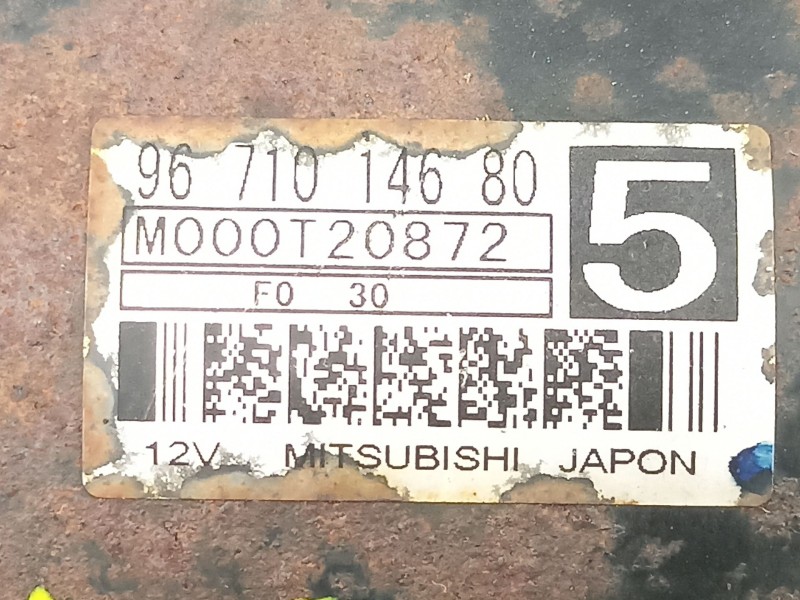 96 710 146 80
5
M000T20872
F0 30
12V MITSUBISHI JAPON